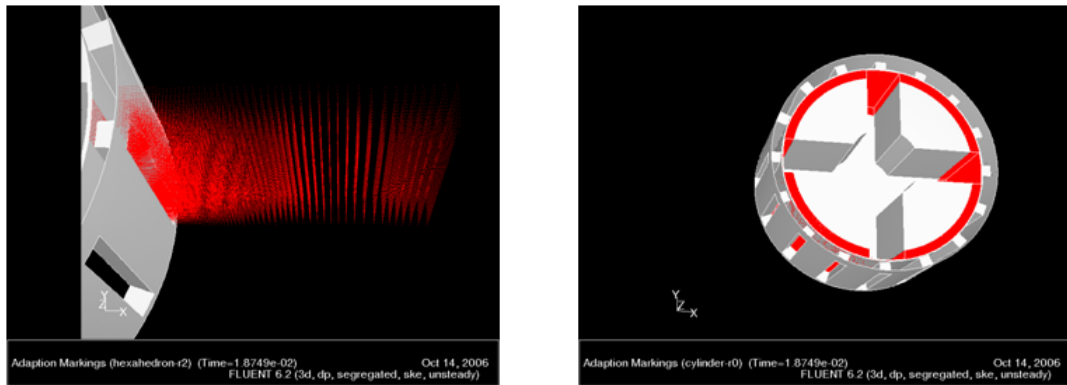 Y
Z X
Adaption Markings (hexahedron-r2) (Time=1.8749e-02) Oct 14, 2006
FLUENT 6.2 (3d, dp, segregated, ske, unsteady)
Y
Z X
Adaption Markings (cylinder-r0) (Time=1.8749e-02) Oct 14, 2006
FLUENT 6.2 (3d, dp, segregated, ske, unsteady)